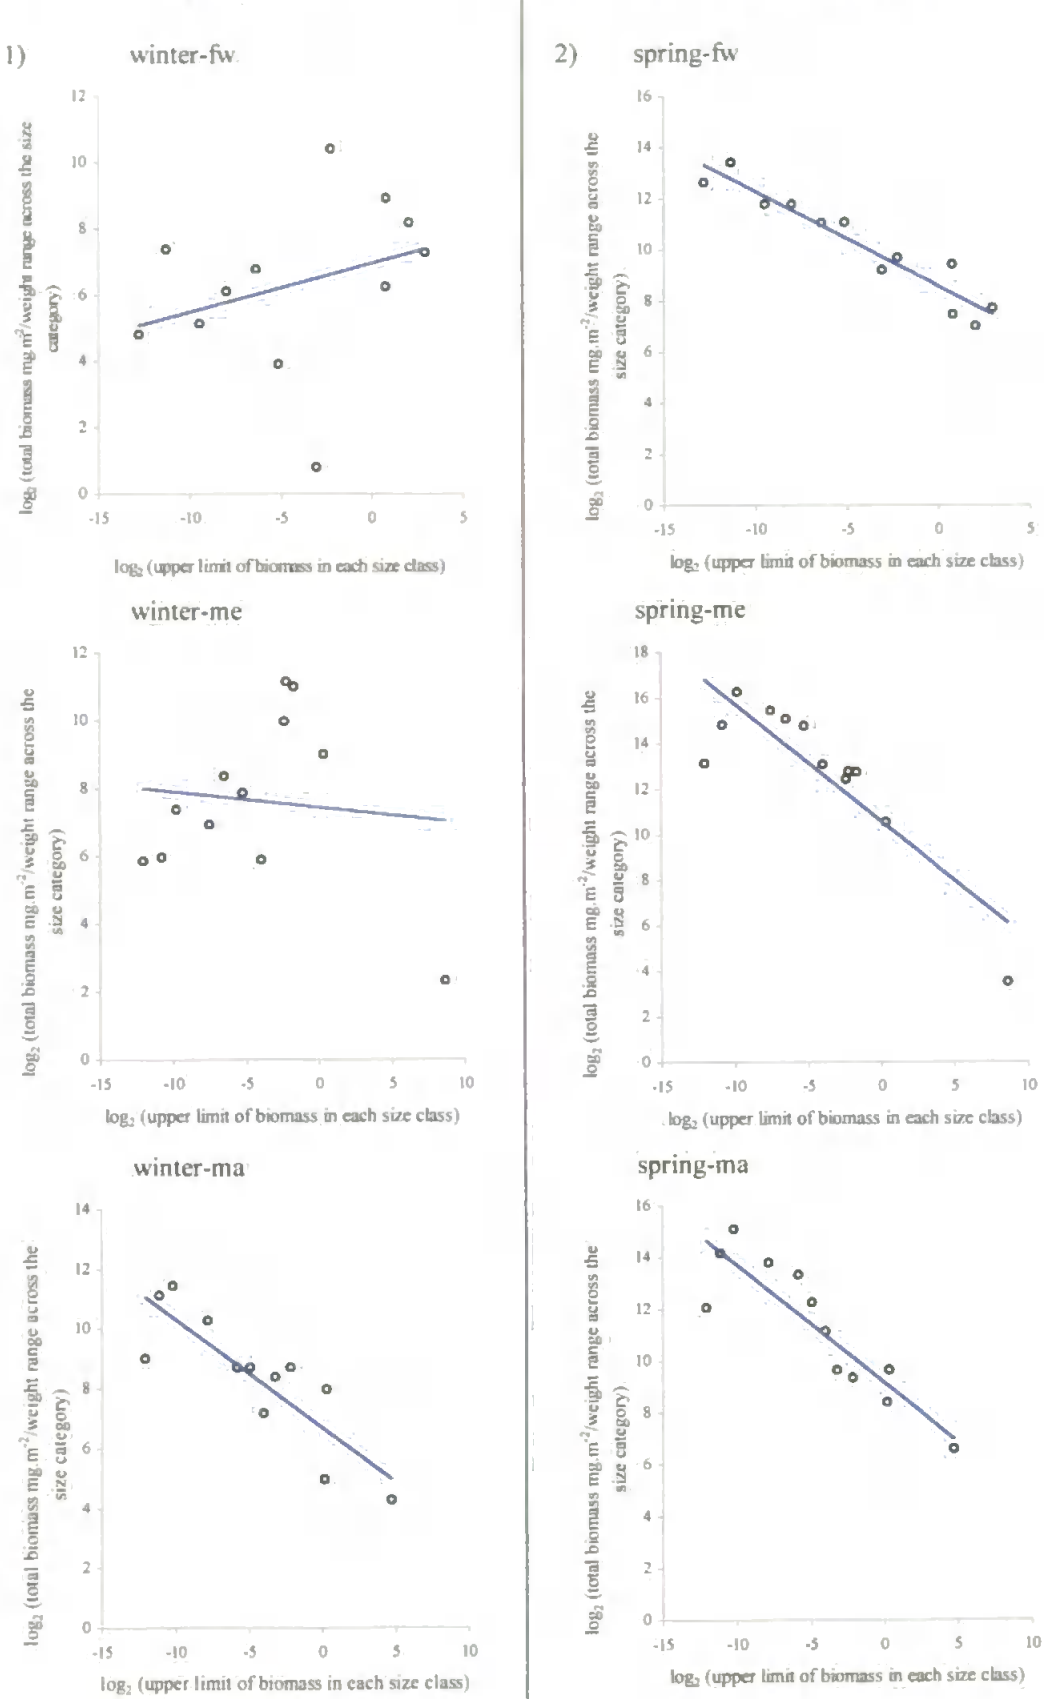 1) winter-fw
log₂ (total biomass mg.m⁻²/weight range across the size
category)
12
10
8
6
4
2
0
-15 -10 -5 0 5
log₂ (upper limit of biomass in each size class)
winter-me
log₂ (total biomass mg.m⁻²/weight range across the
size category)
12
10
8
6
4
2
0
-15 -10 -5 0 5 10
log₂ (upper limit of biomass in each size class)
winter-ma
log₂ (total biomass mg.m⁻²/weight range across the
size category)
14
12
10
8
6
4
2
0
-15 -10 -5 0 5 10
log₂ (upper limit of biomass in each size class)
2) spring-fw
log₂ (total biomass mg.m⁻²/weight range across the
size category)
16
14
12
10
8
6
4
2
0
-15 -10 -5 0 5
log₂ (upper limit of biomass in each size class)
spring-me
log₂ (total biomass mg.m⁻²/weight range across the
size category)
18
16
14
12
10
8
6
4
2
0
-15 -10 -5 0 5 10
log₂ (upper limit of biomass in each size class)
spring-ma
log₂ (total biomass mg.m⁻²/weight range across the
size category)
16
14
12
10
8
6
4
2
0
-15 -10 -5 0 5 10
log₂ (upper limit of biomass in each size class)